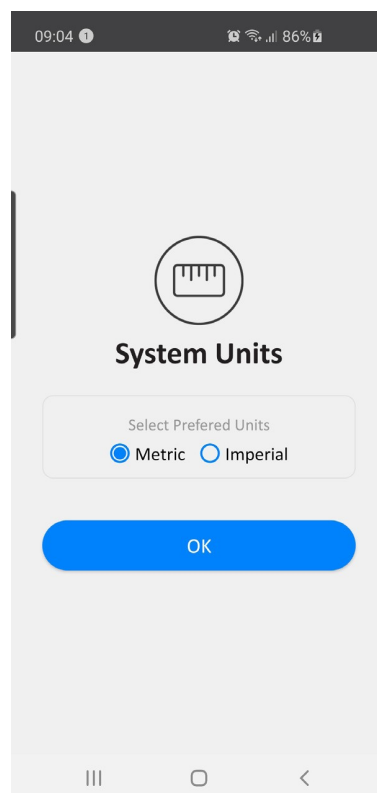 09:04 1 86%
System Units
Select Prefered Units
Metric Imperial
OK